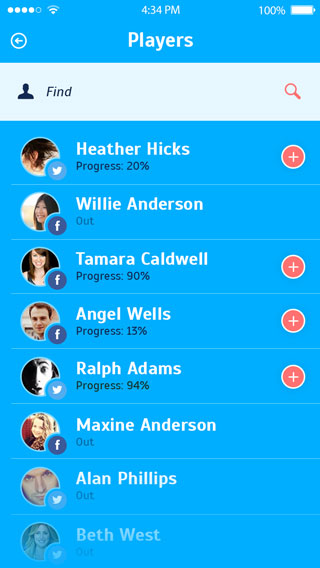 4:34 PM 100%
Players
Find
Heather Hicks
Progress: 20%
Willie Anderson
Out
Tamara Caldwell
Progress: 90%
Angel Wells
Progress: 13%
Ralph Adams
Progress: 94%
Maxine Anderson
Out
Alan Phillips
Out
Beth West
Out